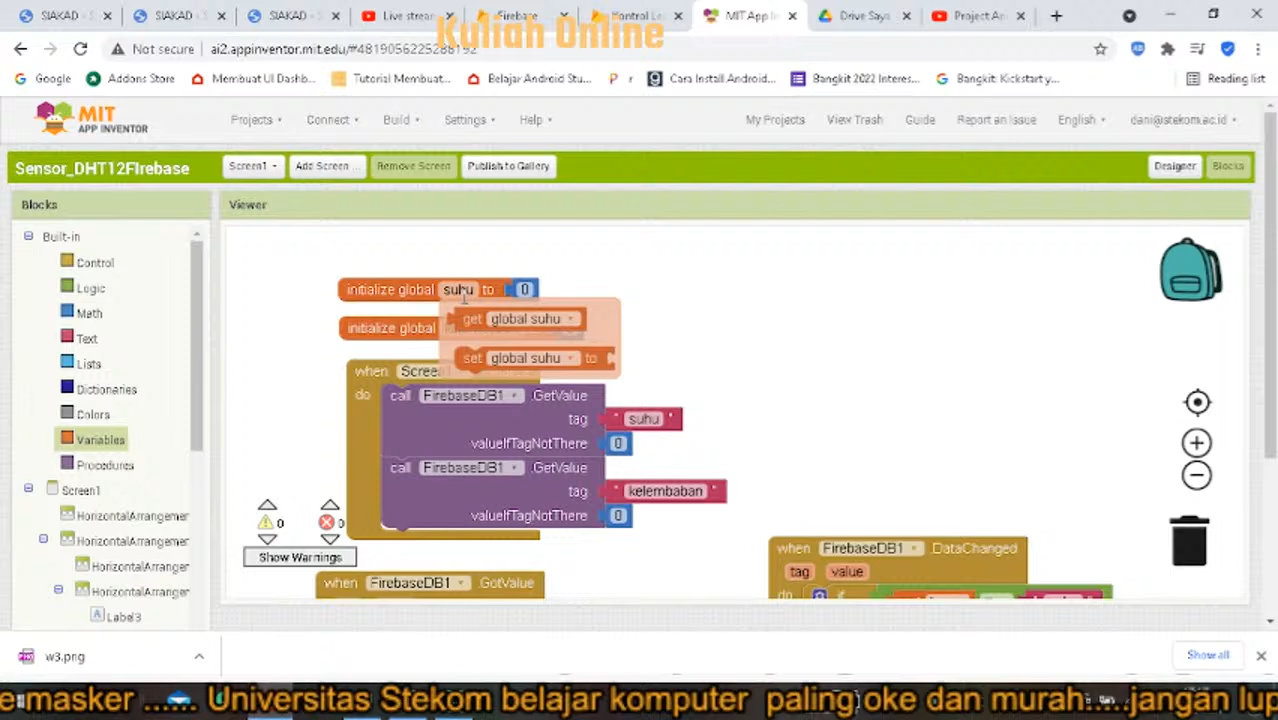 SIAKAD -
SIAKAD -
SIAKAD -
Live strean
Firebase
Kontrol Le
MIT App In
Drive Saya
Project An
Kuliah Online
Not secure
ai2.appinventor.mit.edu/#4819056225288192
Google
Addons Store
Membuat UI Dashb...
Tutorial Membuat...
Belajar Android Stu...
Cara Install Android...
Bangkit 2022 Interes...
Bangkit: Kickstart y...
Reading list
MIT
APP INVENTOR
Projects
Connect
Build
Settings
Help
My Projects
View Trash
Guide
Report an Issue
English
dani@stekom.ac.id
Sensor_DHT12FIrebase
Screen1
Add Screen ...
Remove Screen
Publish to Gallery
Designer
Blocks
Blocks
Viewer
Built-in
Control
Logic
Math
Text
Lists
Dictionaries
Colors
Variables
Procedures
Screen1
HorizontalArrangemer
HorizontalArrangemer
HorizontalArrangemer
HorizontalArrangemer
Label3
initialize global suhu to 0
get global suhu
initialize global
set global suhu to
when Scree
do call FirebaseDB1 .GetValue
tag " suhu "
valueIfTagNotThere 0
call FirebaseDB1 .GetValue
tag " kelembaban "
valueIfTagNotThere 0
0
0
Show Warnings
when FirebaseDB1 .GotValue
when FirebaseDB1 .DataChanged
tag value
do if
w3.png
Show all
e masker ...... Universitas Stekom belajar komputer paling oke dan murah ....jangan lup